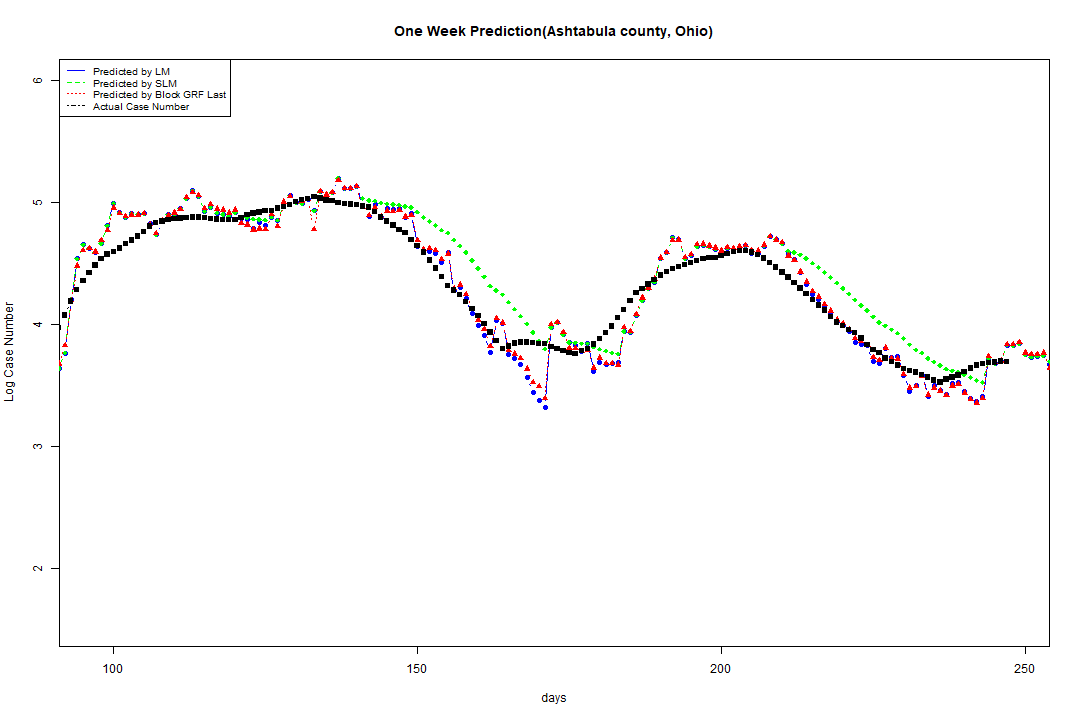 One Week Prediction(Ashtabula county, Ohio)
Predicted by LM
Predicted by SLM
Predicted by Block GRF Last
Actual Case Number
6
5
4
3
2
Log Case Number
100
150
200
250
days